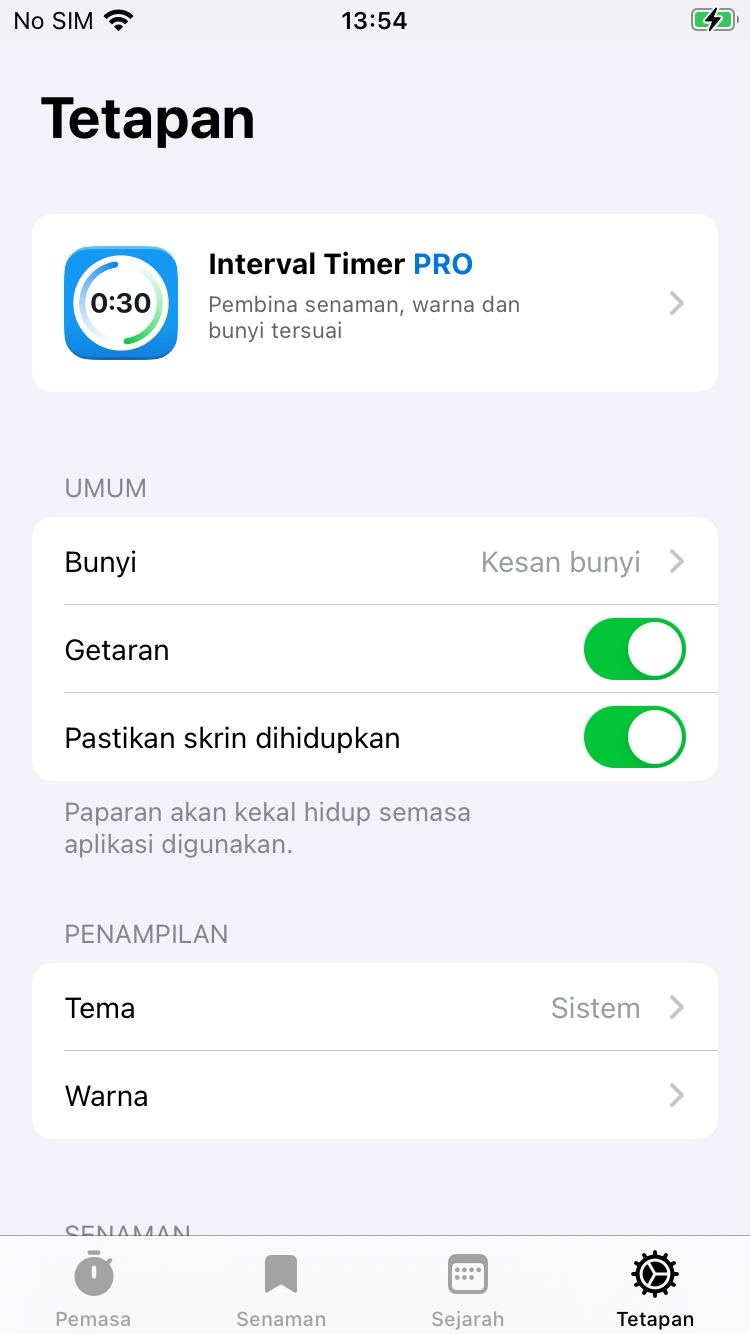 No SIM 13:54
Tetapan
0:30
Interval Timer PRO
Pembina senaman, warna dan
bunyi tersuai
UMUM
Bunyi Kesan bunyi
Getaran
Pastikan skrin dihidupkan
Paparan akan kekal hidup semasa
aplikasi digunakan.
PENAMPILAN
Tema Sistem
Warna
SENAMAN
Pemasa Senaman Sejarah Tetapan